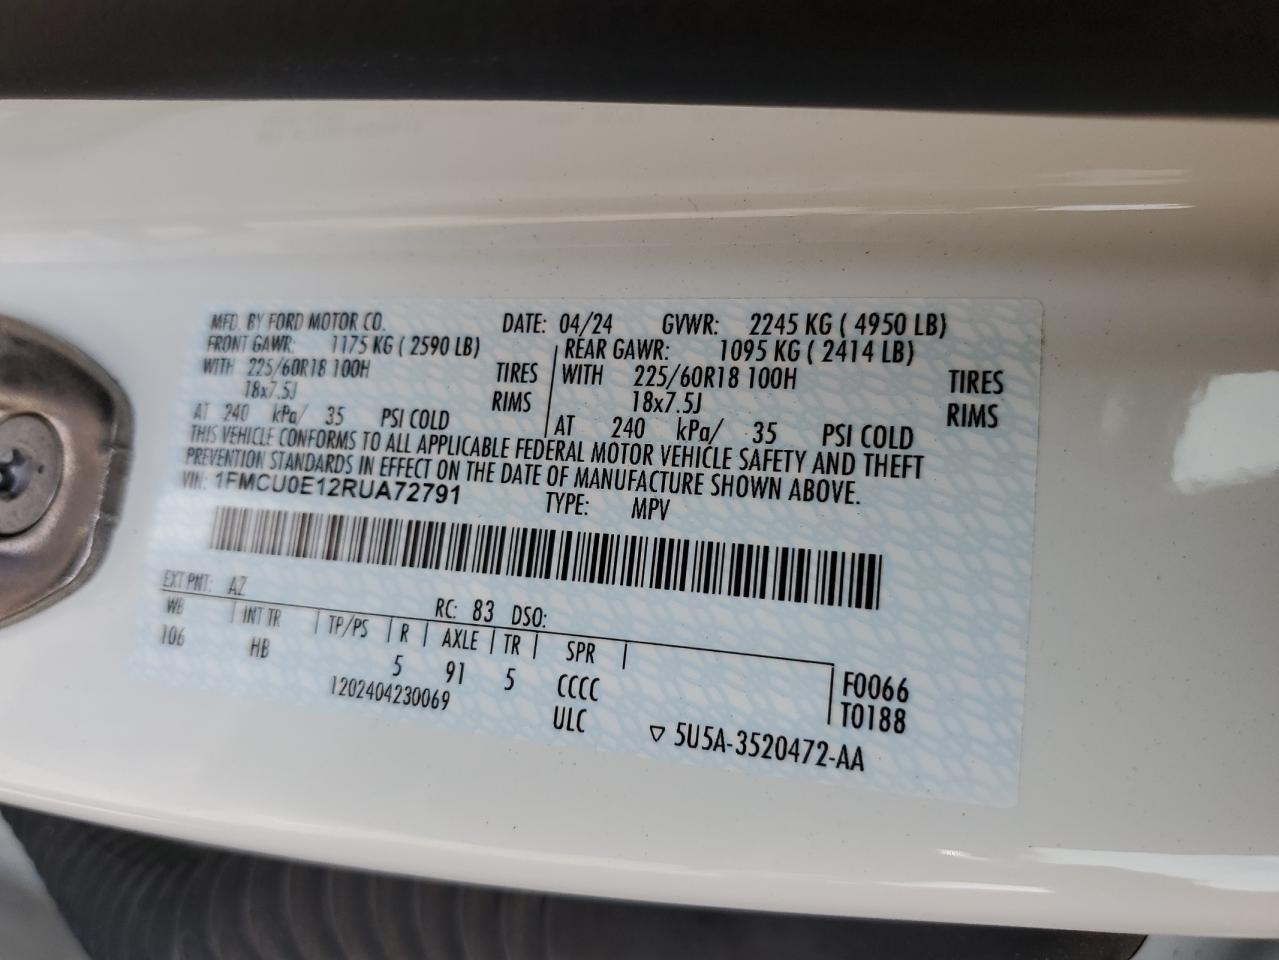 MFD. BY FORD MOTOR CO. DATE: 04/24 GVWR: 2245 KG ( 4950 LB)
FRONT GAWR: 1175 KG ( 2590 LB) REAR GAWR: 1095 KG ( 2414 LB)
WITH 225/60R18 100H TIRES WITH 225/60R18 100H TIRES
18x7.5J RIMS 18x7.5J RIMS
AT 240 kPa/ 35 PSI COLD AT 240 kPa/ 35 PSI COLD
THIS VEHICLE CONFORMS TO ALL APPLICABLE FEDERAL MOTOR VEHICLE SAFETY AND THEFT
PREVENTION STANDARDS IN EFFECT ON THE DATE OF MANUFACTURE SHOWN ABOVE.
VIN: 1FMCU0E12RUA72791 TYPE: MPV
EXT PNT: AZ RC: 83 DSO:
WB INT TR TP/PS R AXLE TR SPR
106 HB 5 91 5 CCCC F0066
1202404230069 ULC T0188
5U5A-3520472-AA